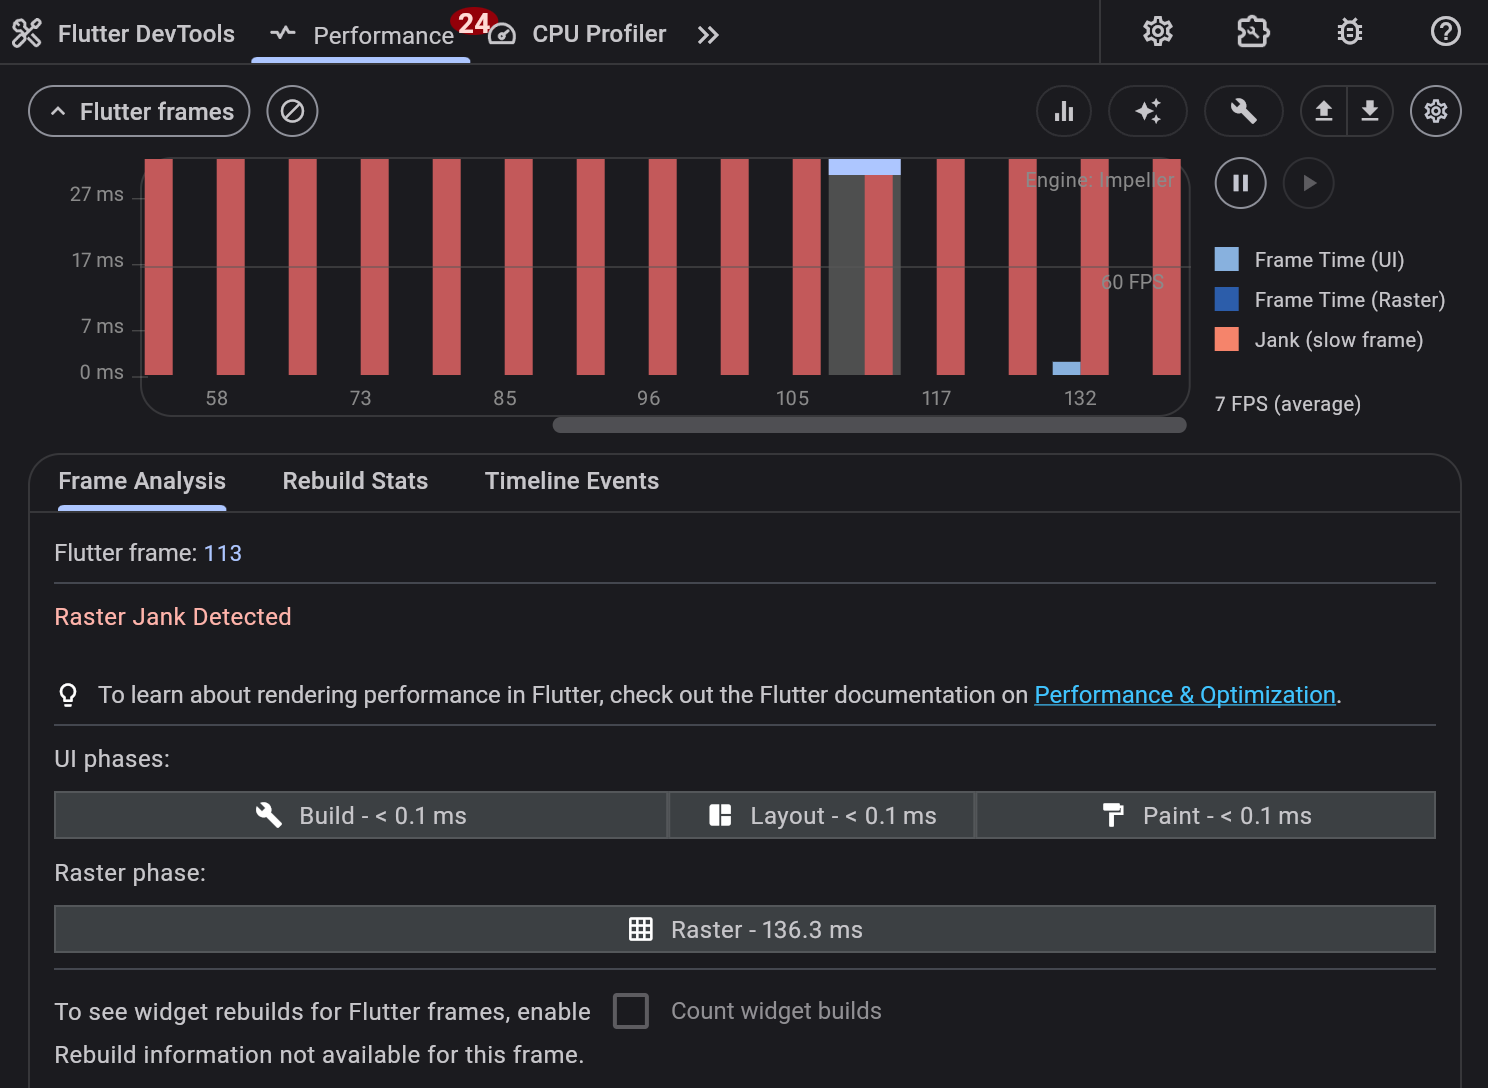 Flutter DevTools
Performance
24
CPU Profiler
Flutter frames
27 ms
17 ms
7 ms
0 ms
Engine: Impeller
60 FPS
58 73 85 96 105 117 132
Frame Time (UI)
Frame Time (Raster)
Jank (slow frame)
7 FPS (average)
Frame Analysis Rebuild Stats Timeline Events
Flutter frame: 113
Raster Jank Detected
To learn about rendering performance in Flutter, check out the Flutter documentation on Performance & Optimization.
UI phases:
Build - < 0.1 ms Layout - < 0.1 ms Paint - < 0.1 ms
Raster phase:
Raster - 136.3 ms
To see widget rebuilds for Flutter frames, enable Count widget builds
Rebuild information not available for this frame.